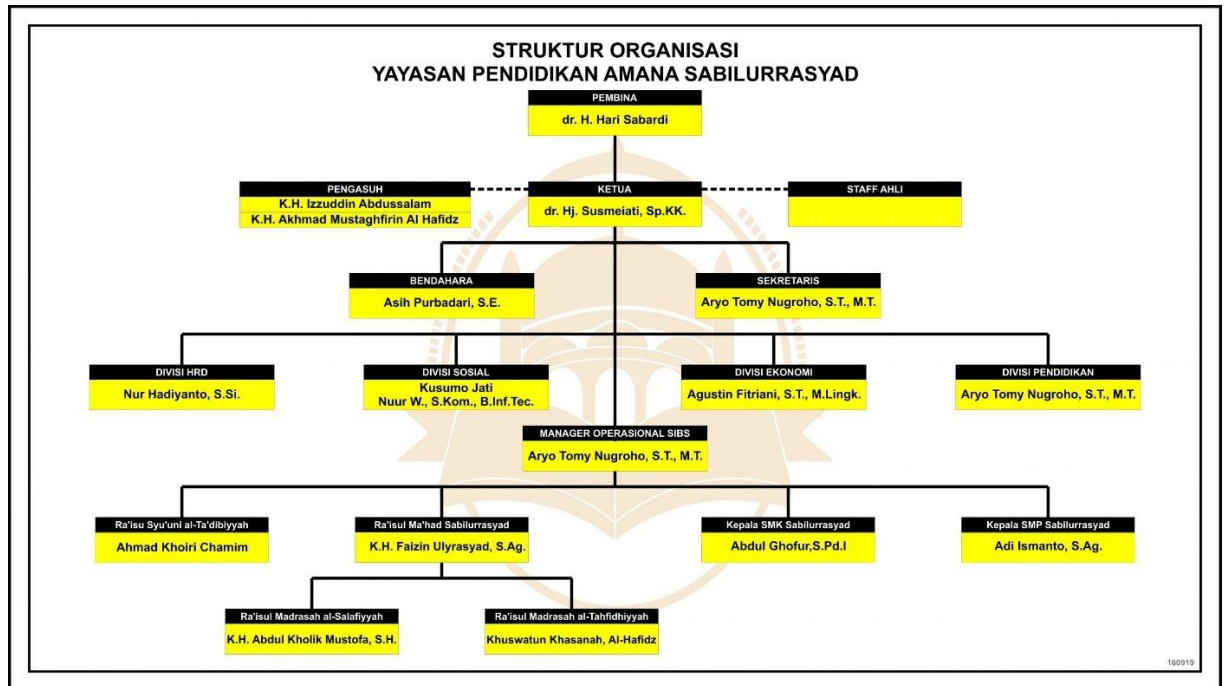 STRUKTUR ORGANISASI
YAYASAN PENDIDIKAN AMANA SABILURRASYAD
PEMBINA
dr. H. Hari Sabardi
PENGASUH
K.H. Izzuddin Abdussalam
K.H. Akhmad Mustaghfirin Al Hafidz
KETUA
dr. Hj. Susmeiati, Sp.KK.
STAFF AHLI
BENDAHARA
Asih Purbadari, S.E.
SEKRETARIS
Aryo Tomy Nugroho, S.T., M.T.
DIVISI HRD
Nur Hadiyanto, S.Si.
DIVISI SOSIAL
Kusumo Jati
Nuur W., S.Kom., B.Inf.Tec.
DIVISI EKONOMI
Agustin Fitriani, S.T., M.Lingk.
DIVISI PENDIDIKAN
Aryo Tomy Nugroho, S.T., M.T.
MANAGER OPERASIONAL SIBS
Aryo Tomy Nugroho, S.T., M.T.
Ra'isu Syu'uni al-Ta'dibiyyah
Ahmad Khoiri Chamim
Ra'isul Ma'had Sabilurrasyad
K.H. Faizin Ulyrasyad, S.Ag.
Kepala SMK Sabilurrasyad
Abdul Ghofur,S.Pd.I
Kepala SMP Sabilurrasyad
Adi Ismanto, S.Ag.
Ra'isul Madrasah al-Salafiyyah
K.H. Abdul Kholik Mustofa, S.H.
Ra'isul Madrasah al-Tahfidhiyyah
Khuswatun Khasanah, Al-Hafidz
160919